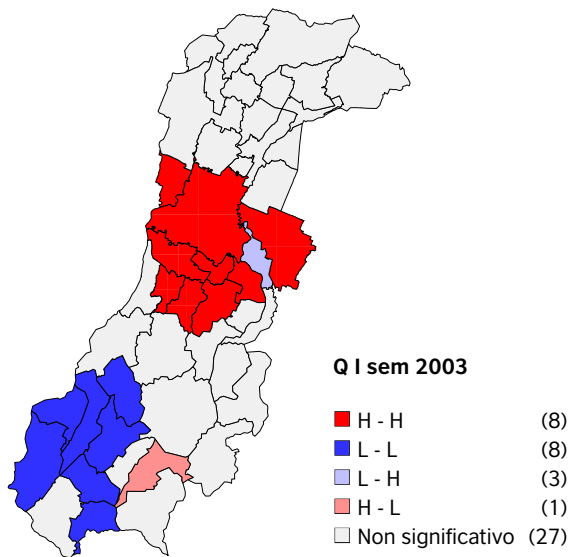 Q I sem 2003
H - H (8)
L - L (8)
L - H (3)
H - L (1)
Non significativo (27)